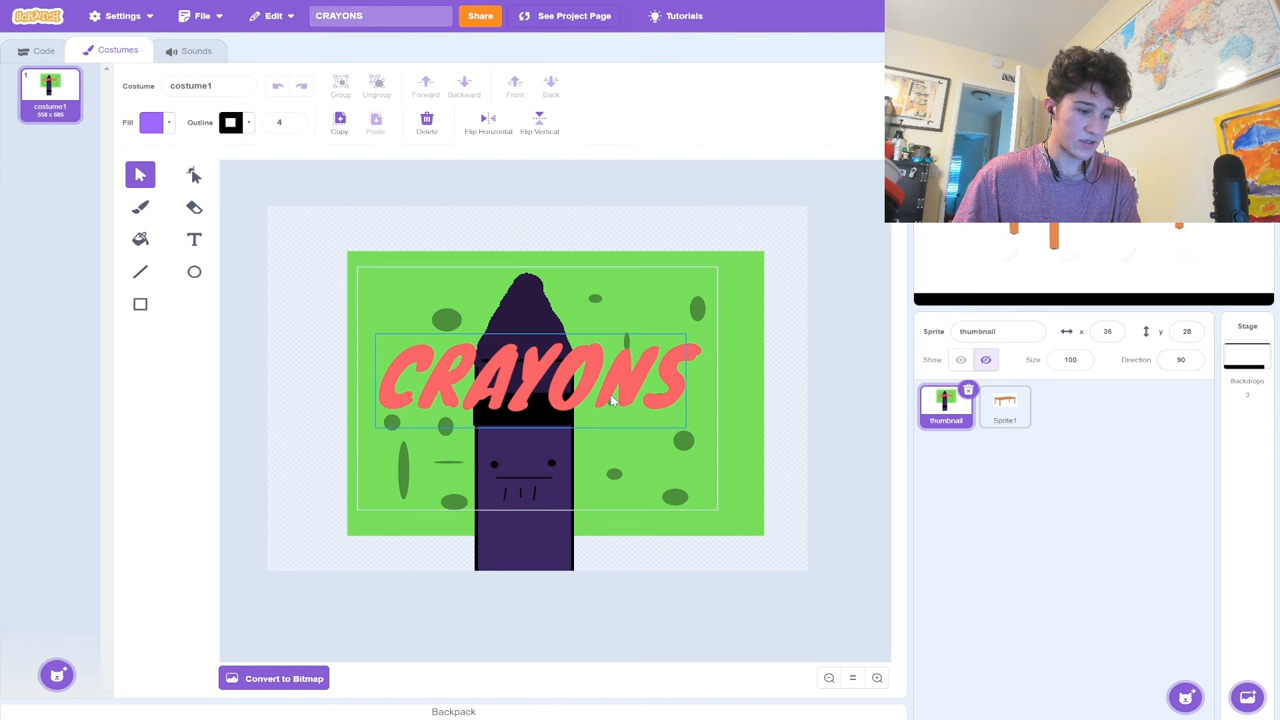 SCRATCH Settings File Edit CRAYONS Share See Project Page Tutorials
Code Costumes Sounds
1
costume1
558 x 686
Costume costume1 Group Ungroup Forward Backward Front Back
Fill Outline 4 Copy Paste Delete Flip Horizontal Flip Vertical
T
CRAYONS
Convert to Bitmap
Backpack
Sprite thumbnail x 36 y 28
Show Size 100 Direction 90
thumbnail Sprite1
Stage
Backdrops
3